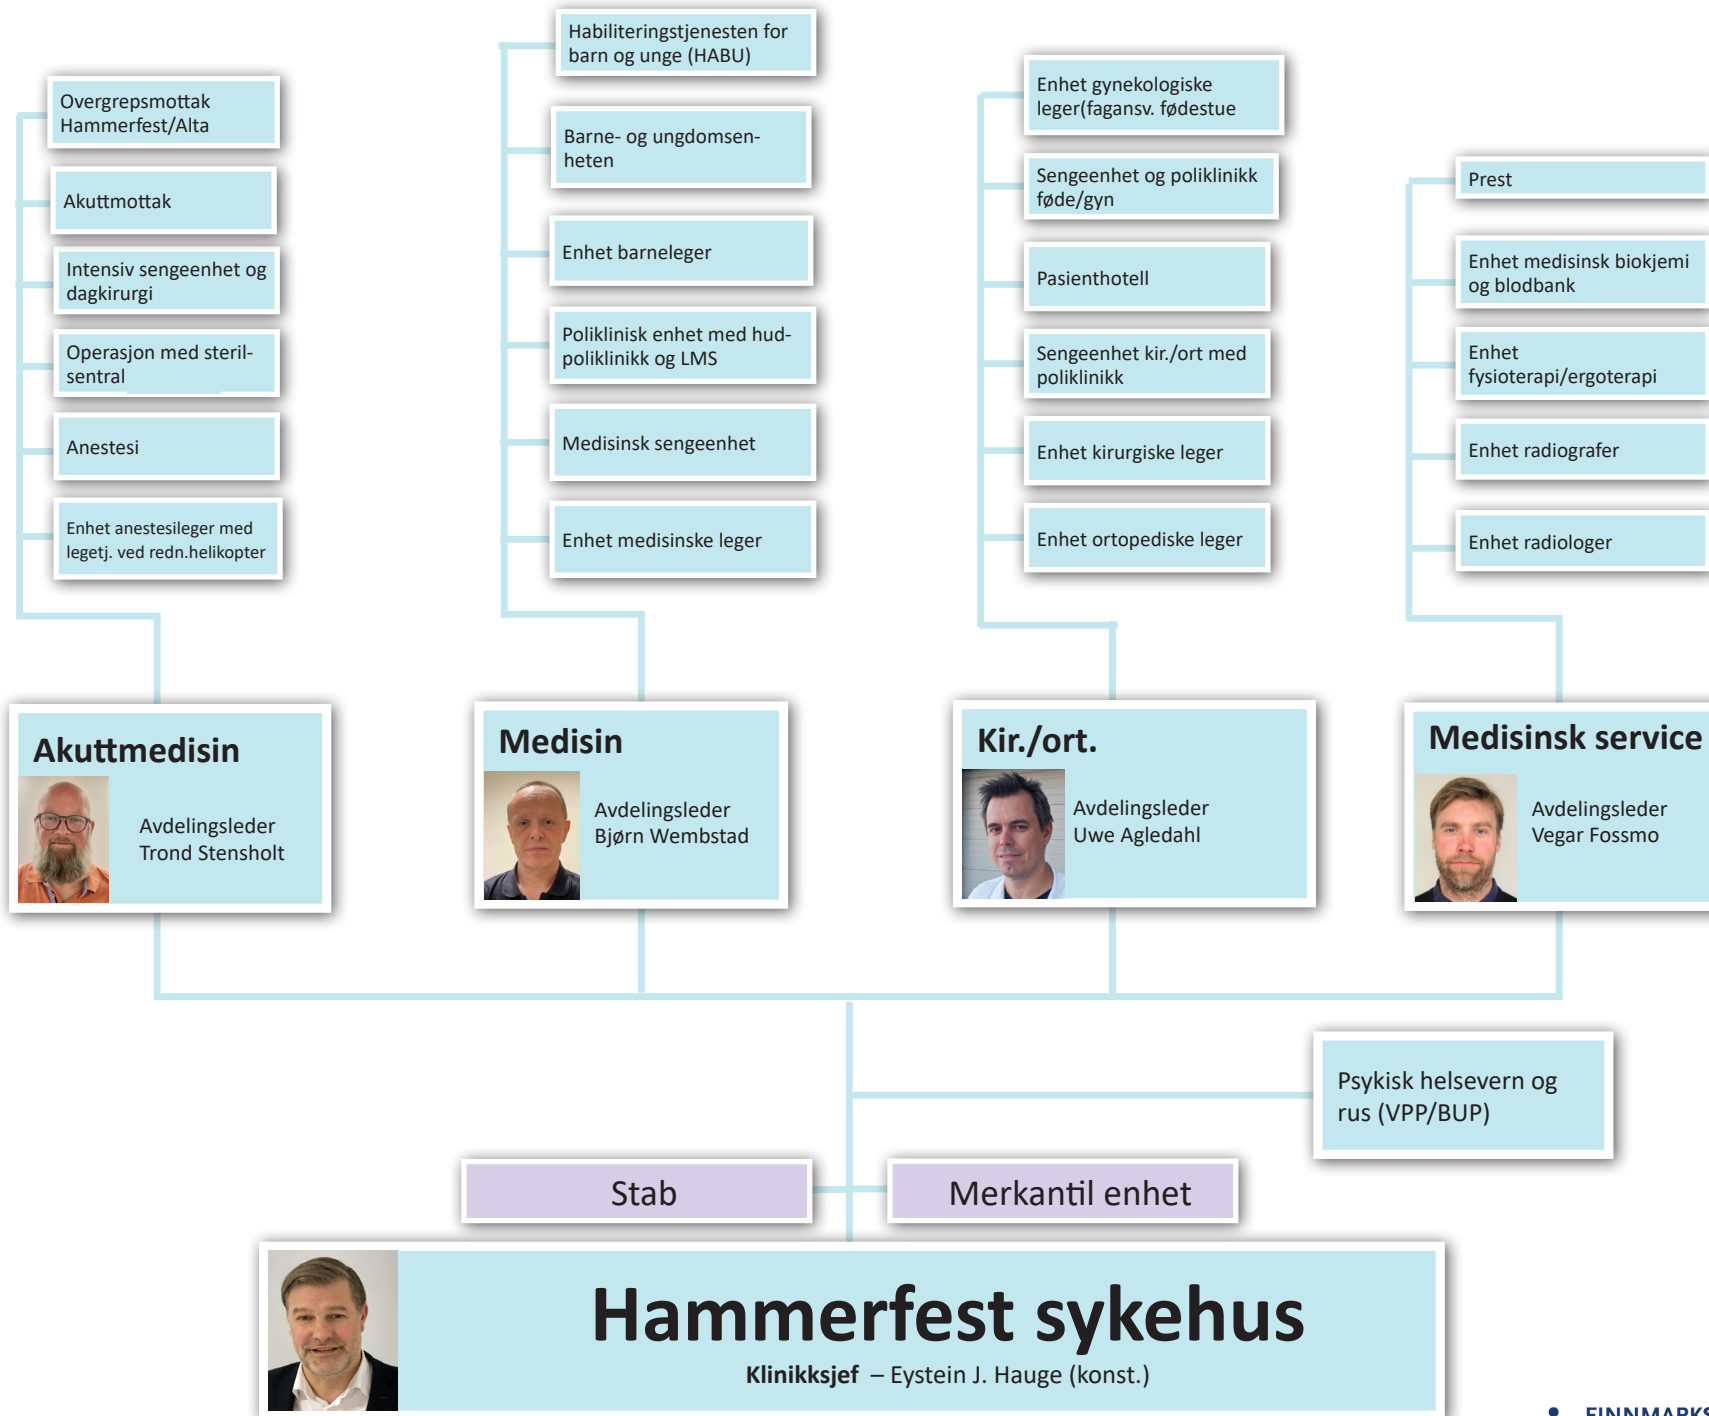 Overgrepsmottak
Hammerfest/Alta
Akuttmottak
Intensiv sengeenhet og
dagkirurgi
Operasjon med steril-
sentral
Anestesi
Enhet anestesileger med
legetj. ved redn.helikopter
Habiliteringstjenesten for
barn og unge (HABU)
Barne- og ungdomsen-
heten
Enhet barneleger
Poliklinisk enhet med hud-
poliklinikk og LMS
Medisinsk sengeenhet
Enhet medisinske leger
Enhet gynekologiske
leger(fagansv. fødestue
Sengeenhet og poliklinikk
føde/gyn
Pasienthotell
Sengeenhet kir./ort med
poliklinikk
Enhet kirurgiske leger
Enhet ortopediske leger
Prest
Enhet medisinsk biokjemi
og blodbank
Enhet
fysioterapi/ergoterapi
Enhet radiografer
Enhet radiologer
Akuttmedisin
Avdelingsleder
Trond Stensholt
Medisin
Avdelingsleder
Bjørn Wembstad
Kir./ort.
Avdelingsleder
Uwe Agledahl
Medisinsk service
Avdelingsleder
Vegar Fossmo
Psykisk helsevern og
rus (VPP/BUP)
Stab
Merkantil enhet
Hammerfest sykehus
Klinikksjef – Eystein J. Hauge (konst.)